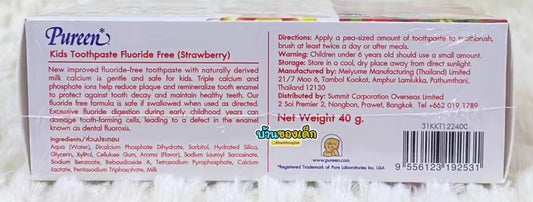 Pureen
Kids Toothpaste Fluoride Free (Strawberry)
New improved fluoride-free toothpaste with naturally derived
milk calcium is gentle and safe for kids. Triple calcium and
phosphate ions help reduce plaque and remineralize tooth enamel
to protect against tooth decay and maintain healthy teeth. Our
fluoride free formula is safe if swallowed when used as directed.
Excessive fluoride digestion during early childhood years can
damage tooth-forming cells, leading to a defect in the enamel
known as dental fluorosis.
Ingredients/ส่วนประกอบ
Aqua (Water), Dicalcium Phosphate Dihydrate, Sorbitol, Hydrated Silica,
Glycerin, Xylitol, Cellulose Gum, Aroma (Flavor), Sodium Lauroyl Sarcosinate,
Sodium Benzoate, Rebaudioside A, Tetrasodium Pyrophosphate, Calcium
Lactate, Pentasodium Triphosphate, Milk
Directions: Apply a pea-sized amount of toothpaste to toothbrush,
brush at least twice a day or after meals.
Warning: Children under 6 years old should use a small amount.
Storage: Store in a cool, dry place away from direct sunlight.
Manufactured by: Meiyume Manufacturing (Thailand) Limited
21/7 Moo 6, Tambol Kookot, Amphur Lamlukka, Pathumthani,
Thailand 12130
Distributed by: Summit Corporation Overseas Limited
2 Soi Premier 2, Nongbon, Prawet, Bangkok Tel +662 019 1789
Net Weight 40 g.
บ้านของเด็ก
www.pureen.com
*Registered Trademark of Pure Laboratories Inc. USA
31KKT12240C
9 556123 192531